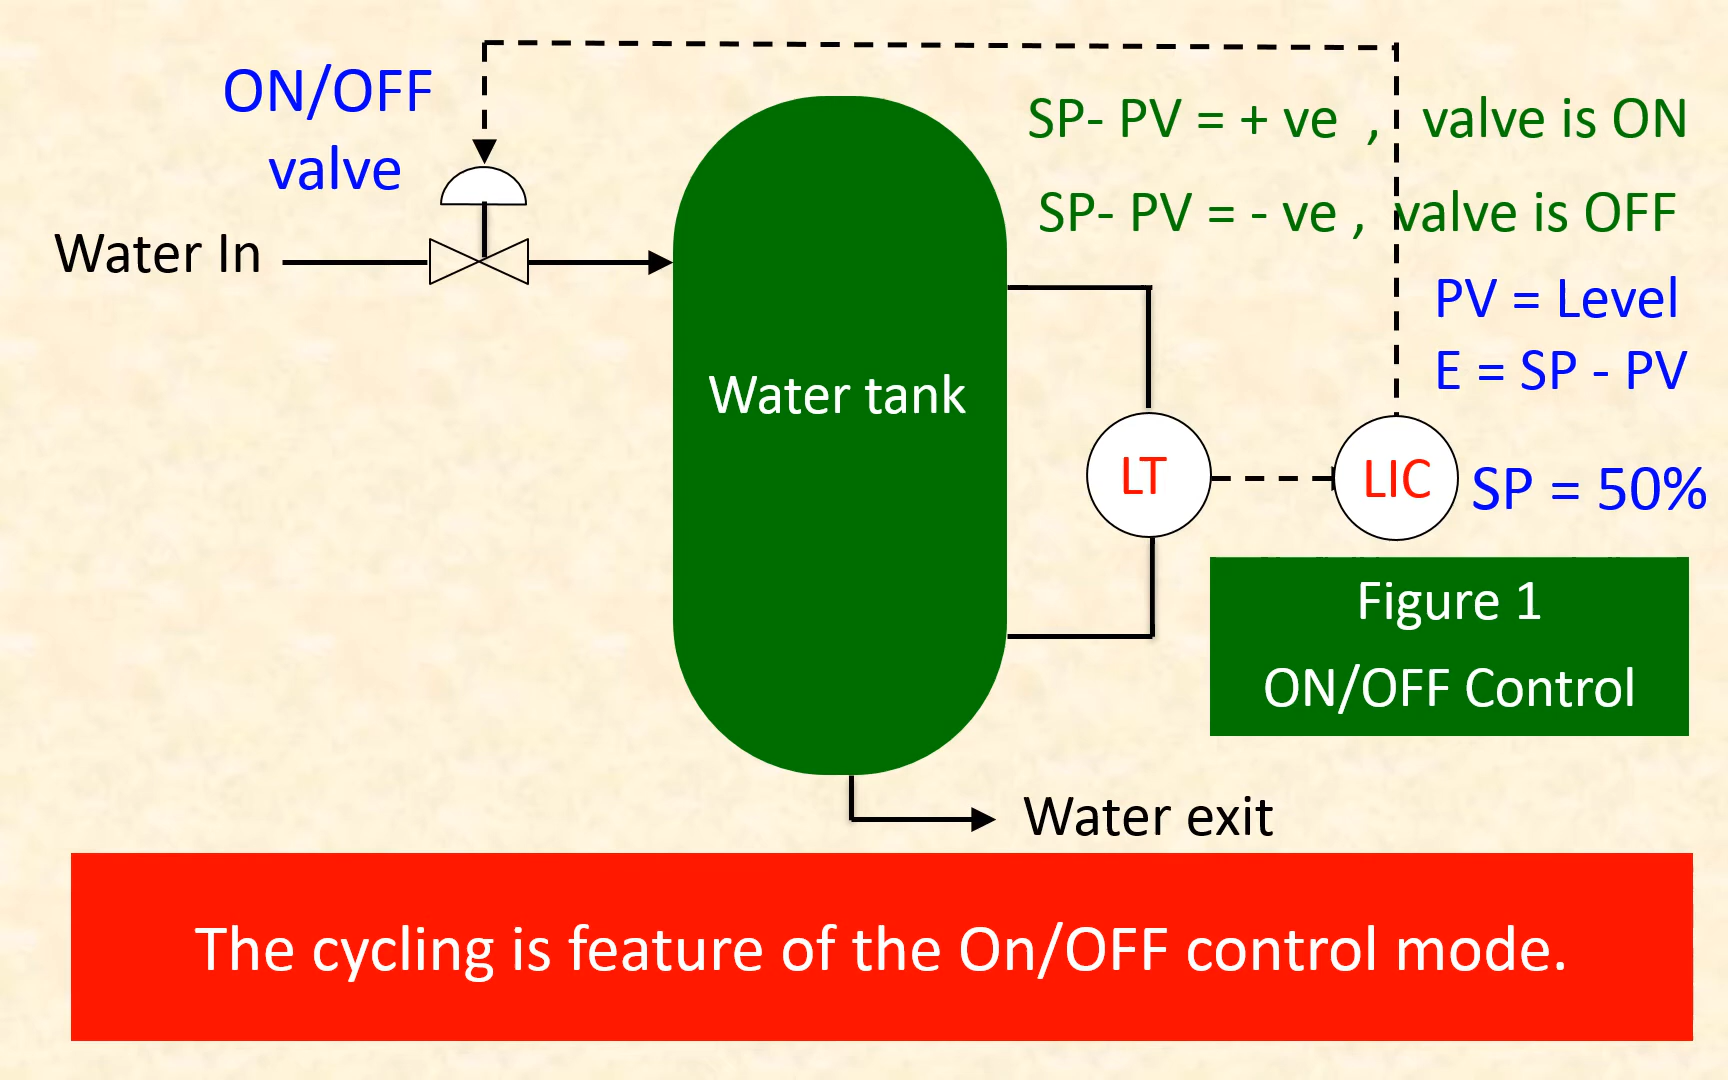 ON/OFF
valve
SP- PV = + ve , valve is ON
SP- PV = - ve , valve is OFF
Water In
PV = Level
E = SP - PV
Water tank
LT
LIC
SP = 50%
Figure 1
ON/OFF Control
Water exit
The cycling is feature of the On/OFF control mode.